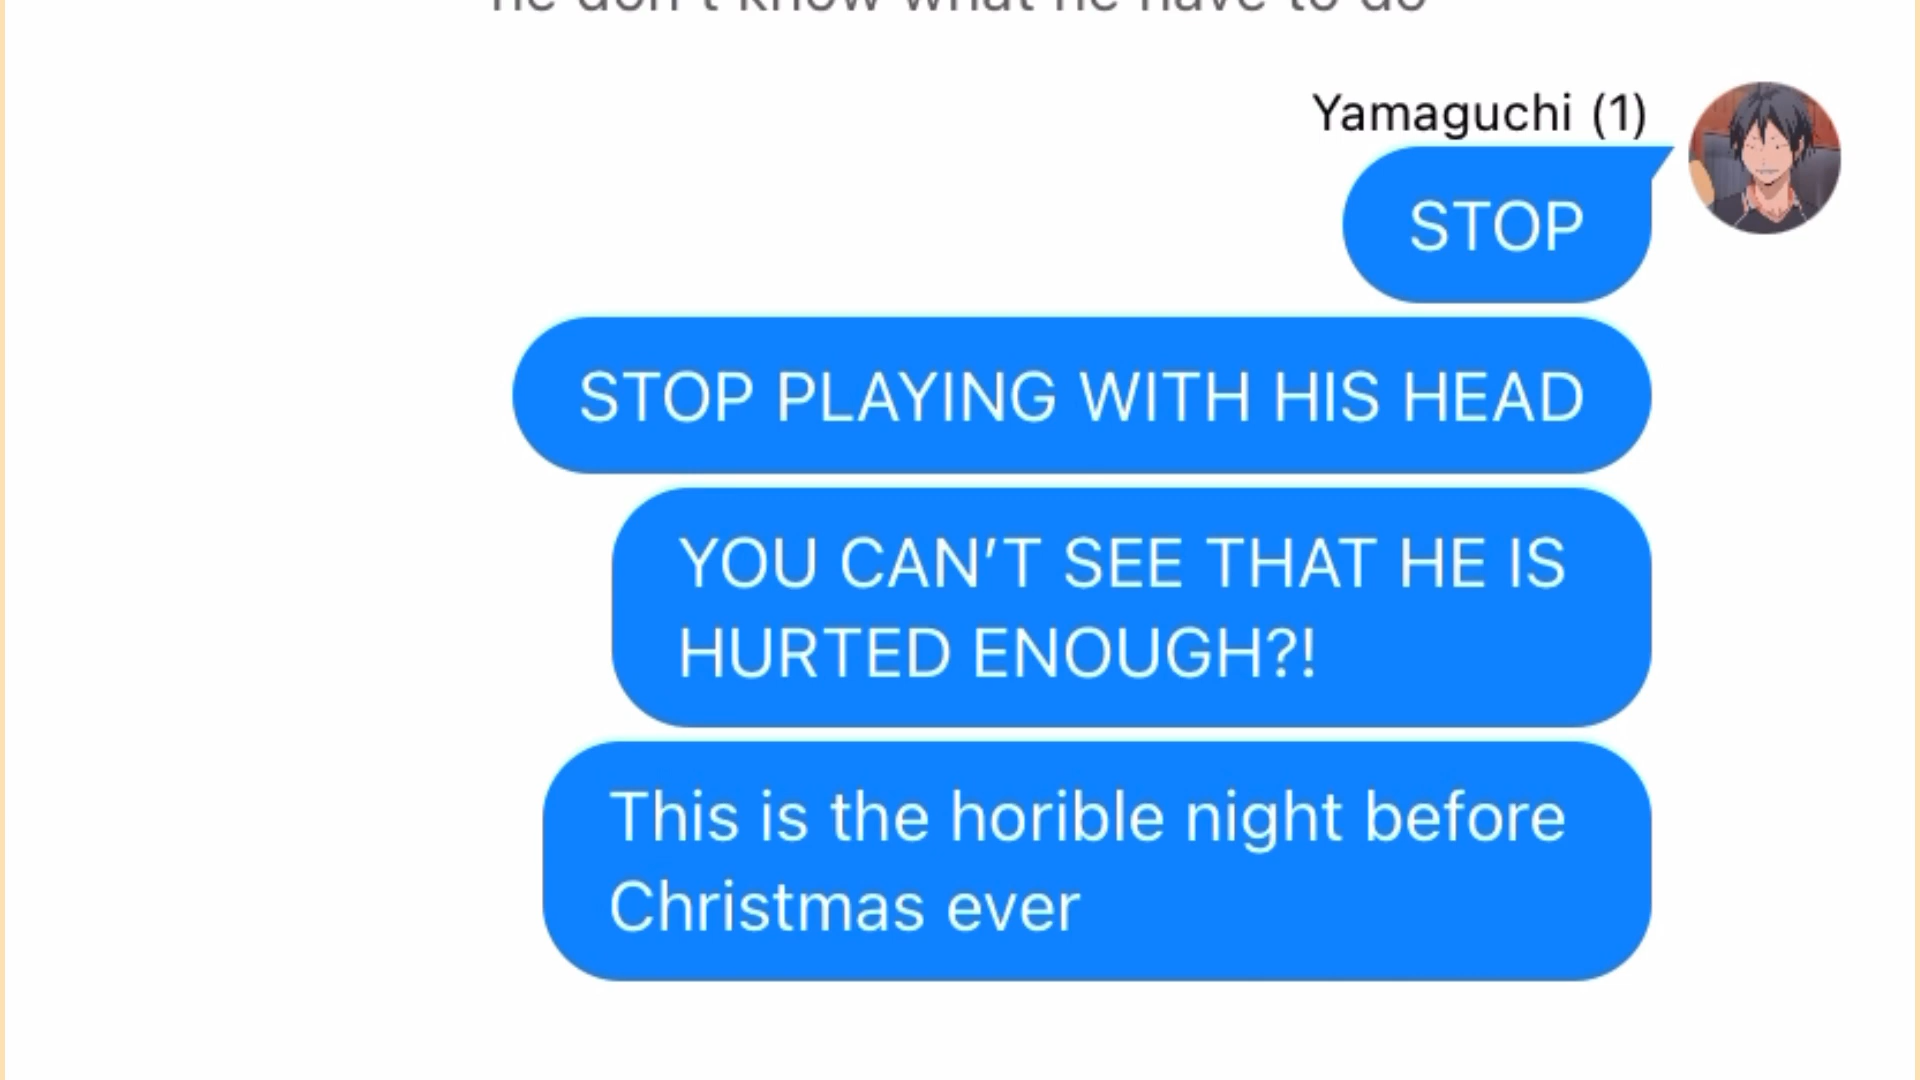 he don't know what he have to do
Yamaguchi (1)
STOP
STOP PLAYING WITH HIS HEAD
YOU CAN'T SEE THAT HE IS
HURTED ENOUGH?!
This is the horible night before
Christmas ever